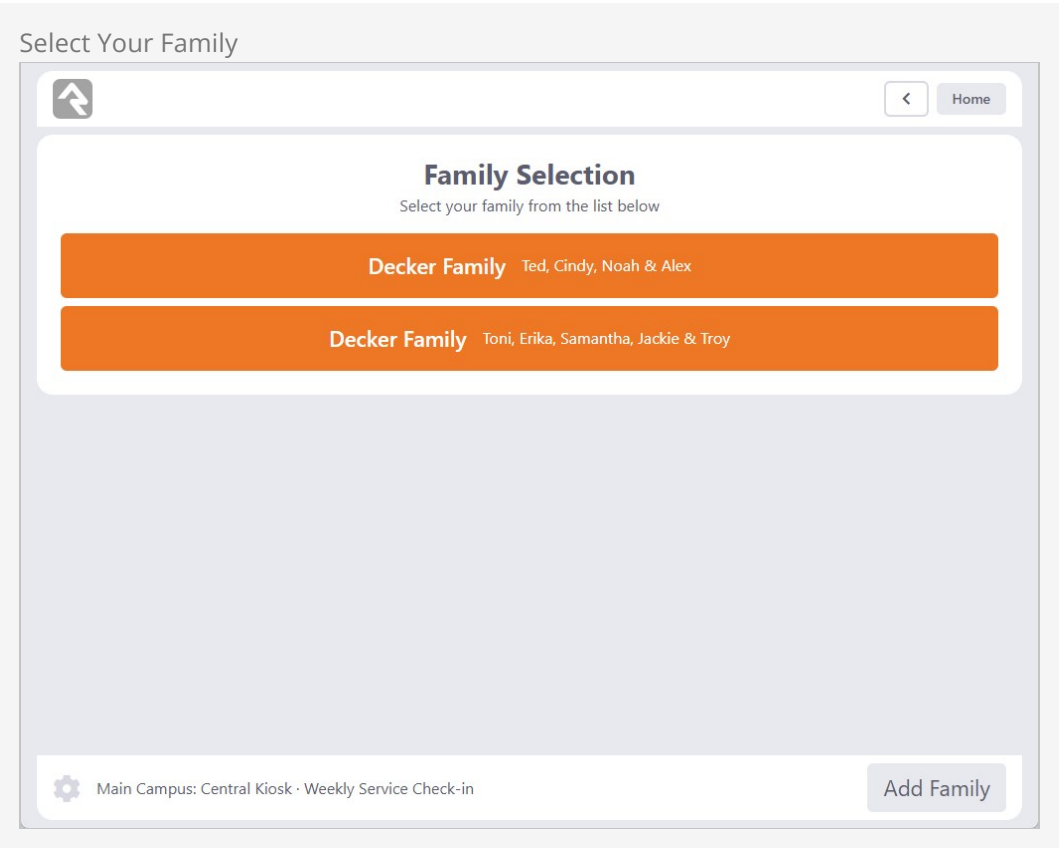 Select Your Family
Home
Family Selection
Select your family from the list below
Decker Family Ted, Cindy, Noah & Alex
Decker Family Toni, Erika, Samantha, Jackie & Troy
Main Campus: Central Kiosk · Weekly Service Check-in
Add Family